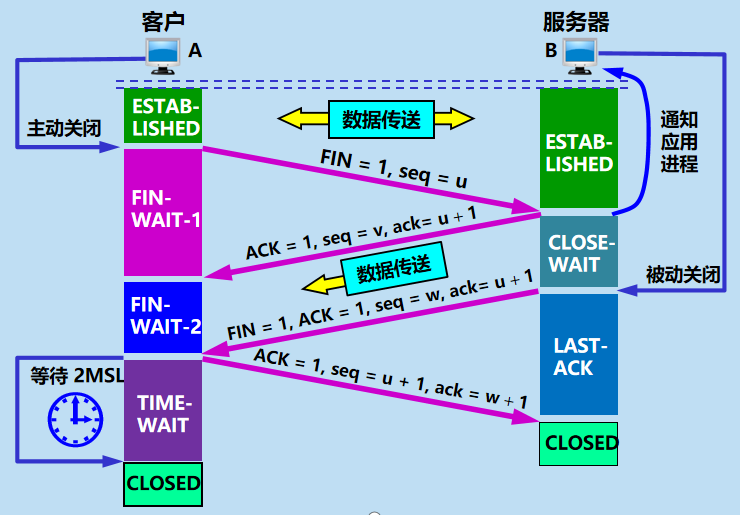 客户
服务器
A
B
ESTAB-
LISHED
数据传送
主动关闭
通知
应用
进程
ESTAB-
LISHED
FIN = 1, seq = u
FIN-
WAIT-1
ACK = 1, seq = v, ack= u + 1
CLOSE-
WAIT
数据传送
被动关闭
FIN-
WAIT-2
FIN = 1, ACK = 1, seq = w, ack= u + 1
LAST-
ACK
等待 2MSL
ACK = 1, seq = u + 1, ack = w + 1
TIME-
WAIT
CLOSED
CLOSED